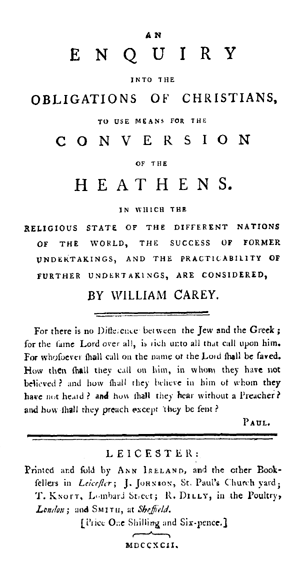 AN
ENQUIRY
INTO THE
OBLIGATIONS OF CHRISTIANS,
TO USE MEANS FOR THE
CONVERSION
OF THE
HEATHENS.
IN WHICH THE
RELIGIOUS STATE OF THE DIFFERENT NATIONS
OF THE WORLD, THE SUCCESS OF FORMER
UNDERTAKINGS, AND THE PRACTICABILITY OF
FURTHER UNDERTAKINGS, ARE CONSIDERED,
BY WILLIAM CAREY.
For there is no Difference between the Jew and the Greek;
for the ſame Lord over all, is rich unto all that call upon him.
For whoſoever ſhall call on the name of the Lord ſhall be ſaved.
How then ſhall they call on him, in whom they have not
believed? and how ſhall they believe in him of whom they
have not heard? and how ſhall they hear without a Preacher?
and how ſhall they preach except they be ſent?
PAUL.
LEICESTER:
Printed and ſold by ANN IRELAND, and the other Book-
ſellers in Leiceſter; J. JOHNSON, St. Paul's Church yard;
T. KNOTT, Lombard Street; R. DILLY, in the Poultry,
London; and SMITH, at Sheffield.
[Price One Shilling and Six-pence.]
MDCCXCII.